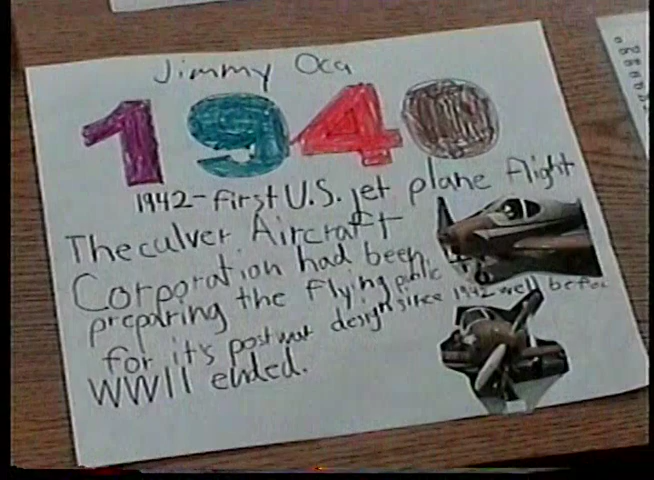 Jimmy Oca
1940
1942-first U.S. jet plane flight
The culver Aircraft
Corporation had been
preparing the flying public
for it's postwar design since 1942 well before
WWII ended.